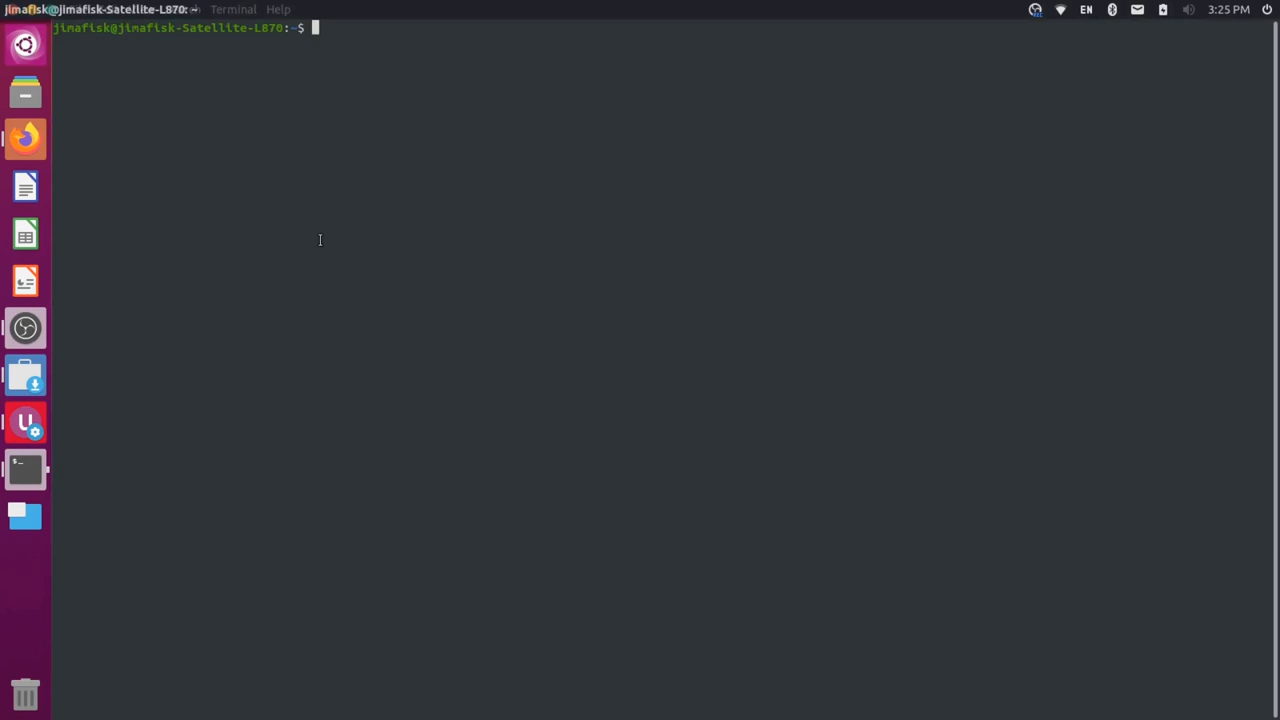 jimafisk@jimafisk-Satellite-L870: ~
Terminal Help
EN
3:25 PM
jimafisk@jimafisk-Satellite-L870:~$